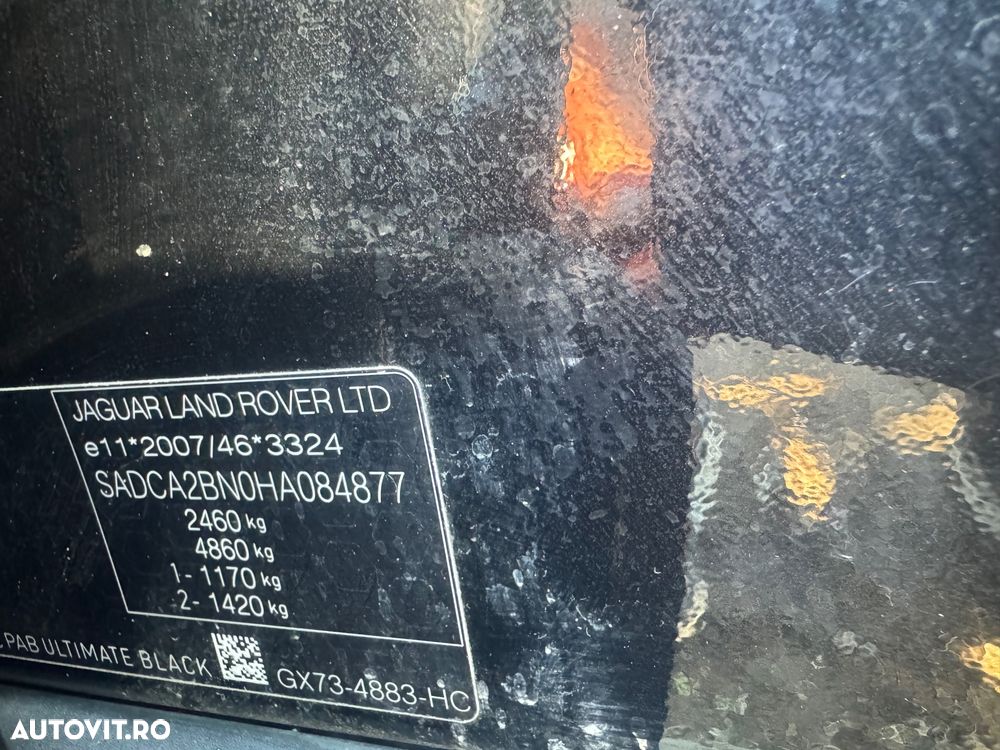 JAGUAR LAND ROVER LTD
e11*2007/46*3324
SADCA2BN0HA084877
2460 kg
4860 kg
1- 1170 kg
2- 1420 kg
PAB ULTIMATE BLACK GX73-4883-HC
AUTOVIT.RO